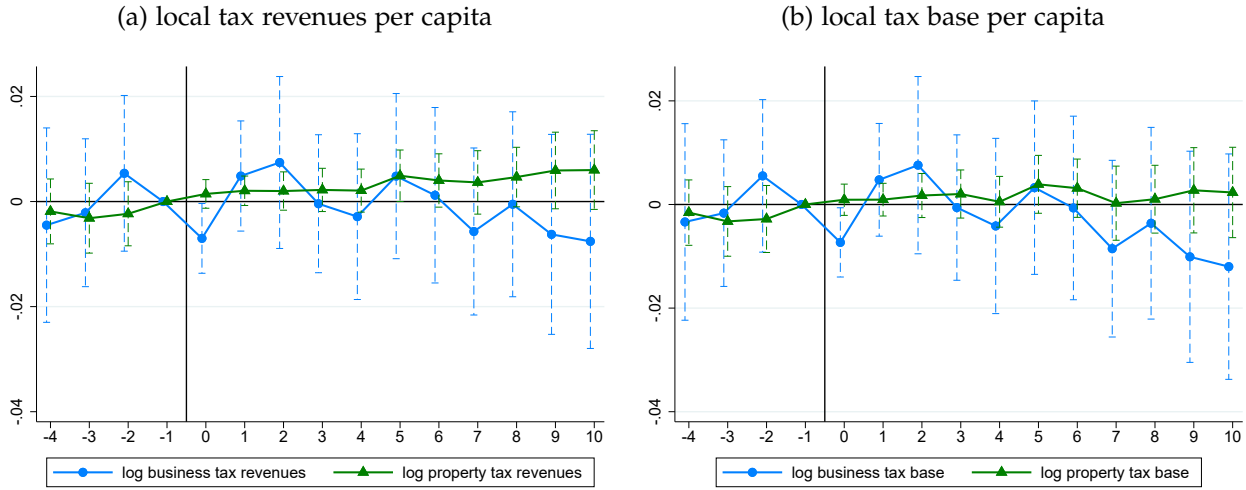 (a) local tax revenues per capita
.02
0
-.02
-.04
-4 -3 -2 -1 0 1 2 3 4 5 6 7 8 9 10
log business tax revenues log property tax revenues
(b) local tax base per capita
.02
0
-.02
-.04
-4 -3 -2 -1 0 1 2 3 4 5 6 7 8 9 10
log business tax base log property tax base